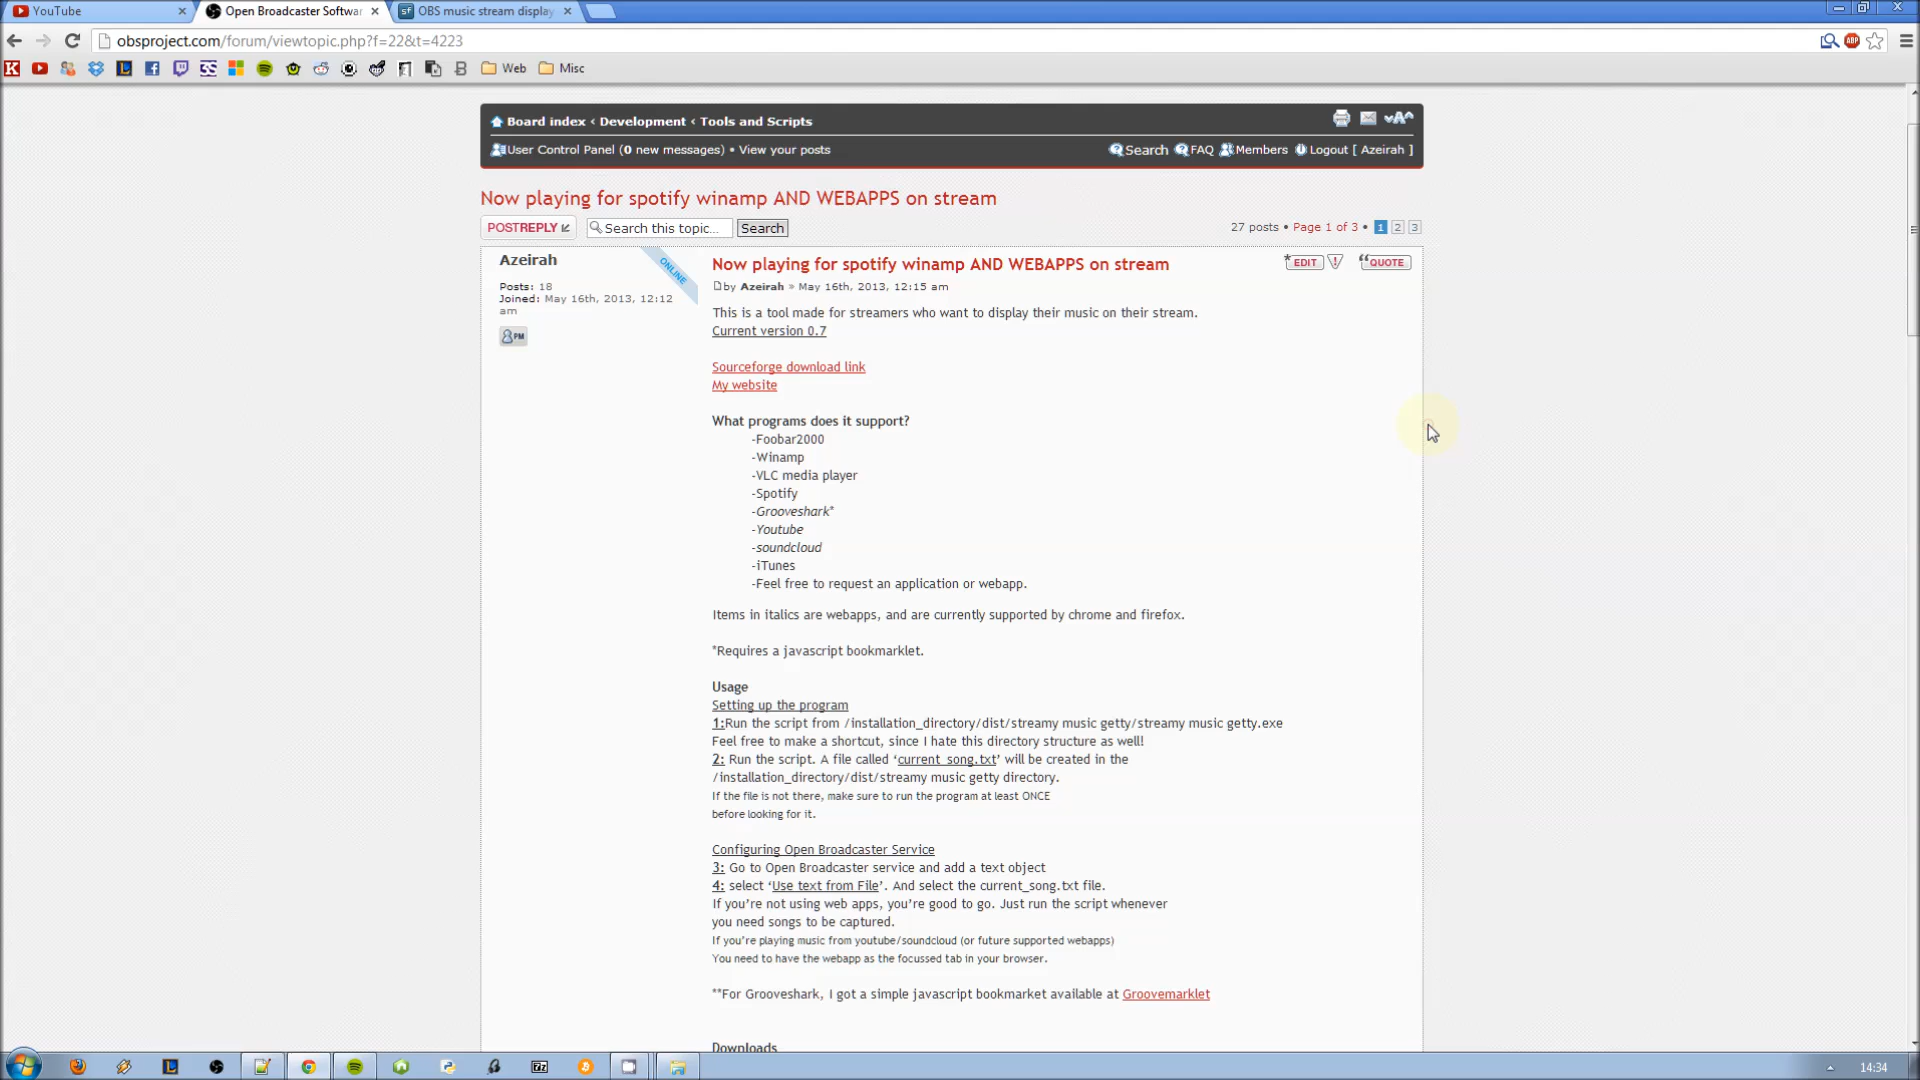 YouTube
Open Broadcaster Softwar
OBS music stream display
obsproject.com/forum/viewtopic.php?f=22&t=4223
Web
Misc
Board index ‹ Development ‹ Tools and Scripts
User Control Panel (0 new messages) • View your posts
Search FAQ Members Logout [ Azeirah ]
Now playing for spotify winamp AND WEBAPPS on stream
POSTREPLY
Search this topic...
Search
27 posts • Page 1 of 3 • 1 2 3
Azeirah
ONLINE
Posts: 18
Joined: May 16th, 2013, 12:12
am
PM
Now playing for spotify winamp AND WEBAPPS on stream
EDIT
QUOTE
by Azeirah » May 16th, 2013, 12:15 am
This is a tool made for streamers who want to display their music on their stream.
Current version 0.7
Sourceforge download link
My website
What programs does it support?
-Foobar2000
-Winamp
-VLC media player
-Spotify
-Grooveshark*
-Youtube
-soundcloud
-iTunes
-Feel free to request an application or webapp.
Items in italics are webapps, and are currently supported by chrome and firefox.
*Requires a javascript bookmarklet.
Usage
Setting up the program
1:Run the script from /installation_directory/dist/streamy music getty/streamy music getty.exe
Feel free to make a shortcut, since I hate this directory structure as well!
2: Run the script. A file called ‘current_song.txt’ will be created in the
/installation_directory/dist/streamy music getty directory.
If the file is not there, make sure to run the program at least ONCE
before looking for it.
Configuring Open Broadcaster Service
3: Go to Open Broadcaster service and add a text object
4: select ‘Use text from File’. And select the current_song.txt file.
If you’re not using web apps, you’re good to go. Just run the script whenever
you need songs to be captured.
If you’re playing music from youtube/soundcloud (or future supported webapps)
You need to have the webapp as the focussed tab in your browser.
**For Grooveshark, I got a simple javascript bookmarket available at Groovemarklet
Downloads
14:34